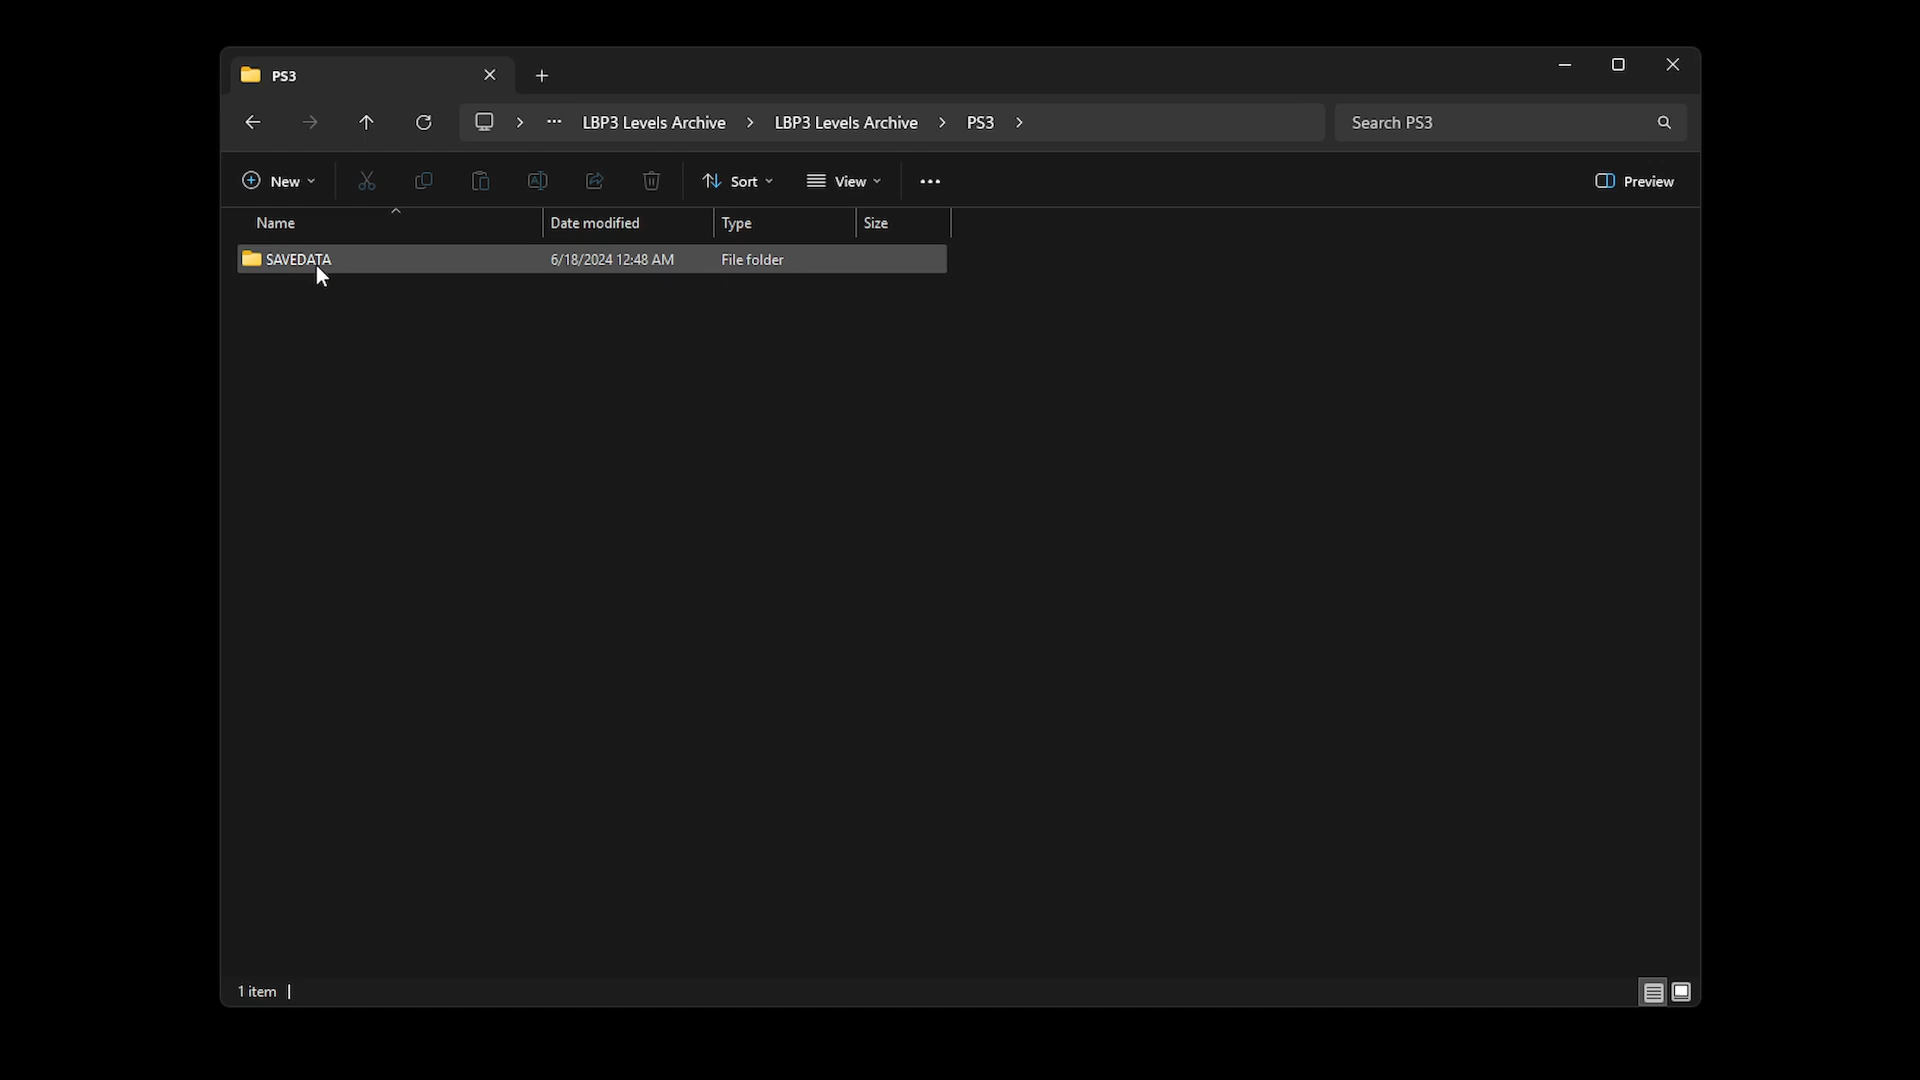 PS3
LBP3 Levels Archive > LBP3 Levels Archive > PS3 >
Search PS3
New
Sort
View
Preview
Name
Date modified
Type
Size
SAVEDATA
6/18/2024 12:48 AM
File folder
1 item